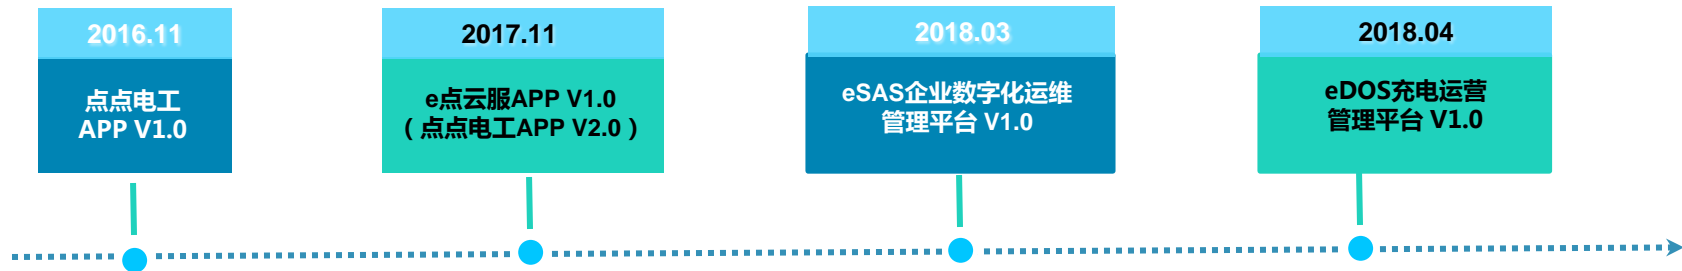 2016.11
点点电工
APP V1.0
2017.11
e点云服APP V1.0
（点点电工APP V2.0）
2018.03
eSAS企业数字化运维
管理平台 V1.0
2018.04
eDOS充电运营
管理平台 V1.0